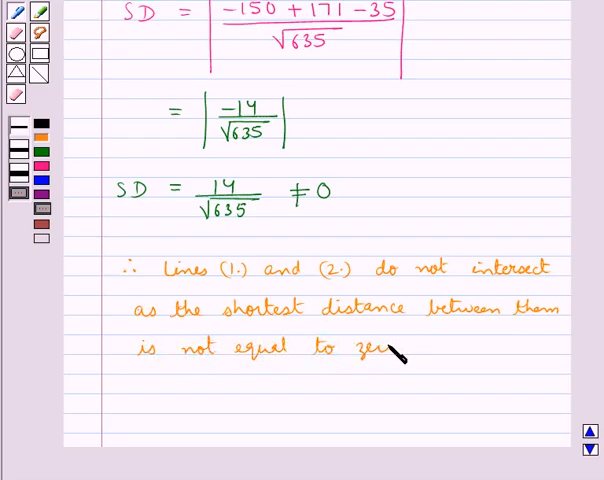 SD = | -150 + 171 - 35 / √635 |
= | -14 / √635 |
SD = 14 / √635 ≠ 0
∴ Lines (1.) and (2.) do not intersect
as the shortest distance between them
is not equal to zer